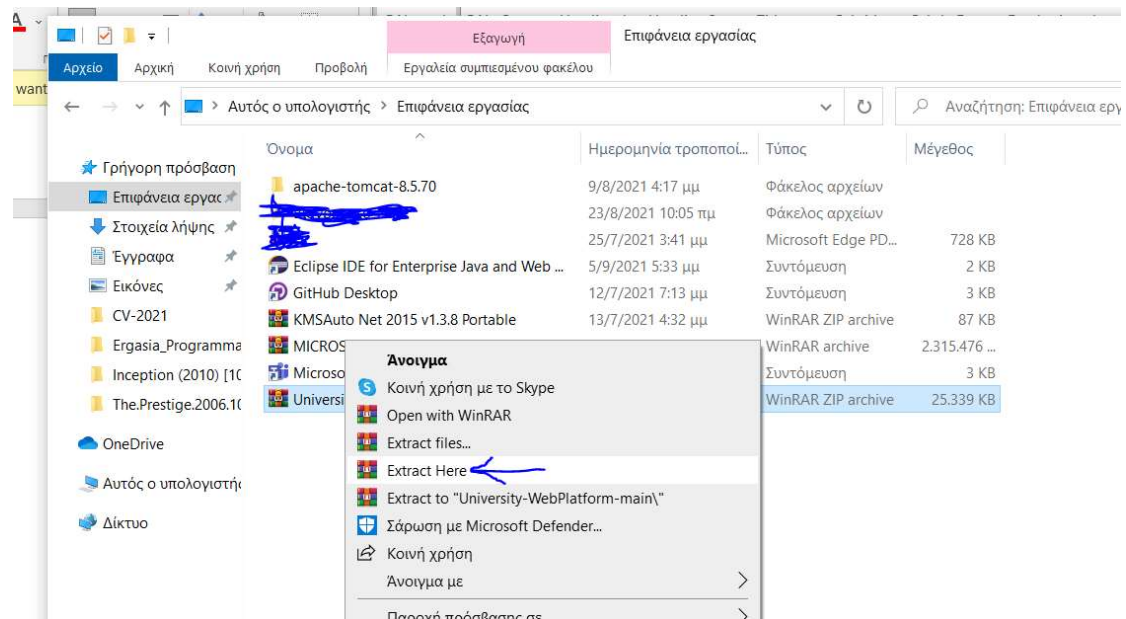 A
Εξαγωγή
Επιφάνεια εργασίας
Αρχείο Αρχική Κοινή χρήση Προβολή Εργαλεία συμπιεσμένου φακέλου
want
Αυτός ο υπολογιστής > Επιφάνεια εργασίας
Αναζήτηση: Επιφάνεια εργ
Όνομα Ημερομηνία τροποποί... Τύπος Μέγεθος
Γρήγορη πρόσβαση
Επιφάνεια εργασ
Στοιχεία λήψης
Έγγραφα
Εικόνες
CV-2021
Ergasia_Programma
Inception (2010) [10
The.Prestige.2006.10
OneDrive
Αυτός ο υπολογιστή
Δίκτυο
apache-tomcat-8.5.70 9/8/2021 4:17 μμ Φάκελος αρχείων
23/8/2021 10:05 πμ Φάκελος αρχείων
25/7/2021 3:41 μμ Microsoft Edge PD... 728 KB
Eclipse IDE for Enterprise Java and Web ... 5/9/2021 5:33 μμ Συντόμευση 2 KB
GitHub Desktop 12/7/2021 7:13 μμ Συντόμευση 3 KB
KMSAuto Net 2015 v1.3.8 Portable 13/7/2021 4:32 μμ WinRAR ZIP archive 87 KB
MICROS WinRAR archive 2.315.476 ...
Microso Συντόμευση 3 KB
Universi WinRAR ZIP archive 25.339 KB
Άνοιγμα
Κοινή χρήση με το Skype
Open with WinRAR
Extract files...
Extract Here
Extract to "University-WebPlatform-main\"
Σάρωση με Microsoft Defender...
Κοινή χρήση
Άνοιγμα με
Παροχή πρόσβασης σε